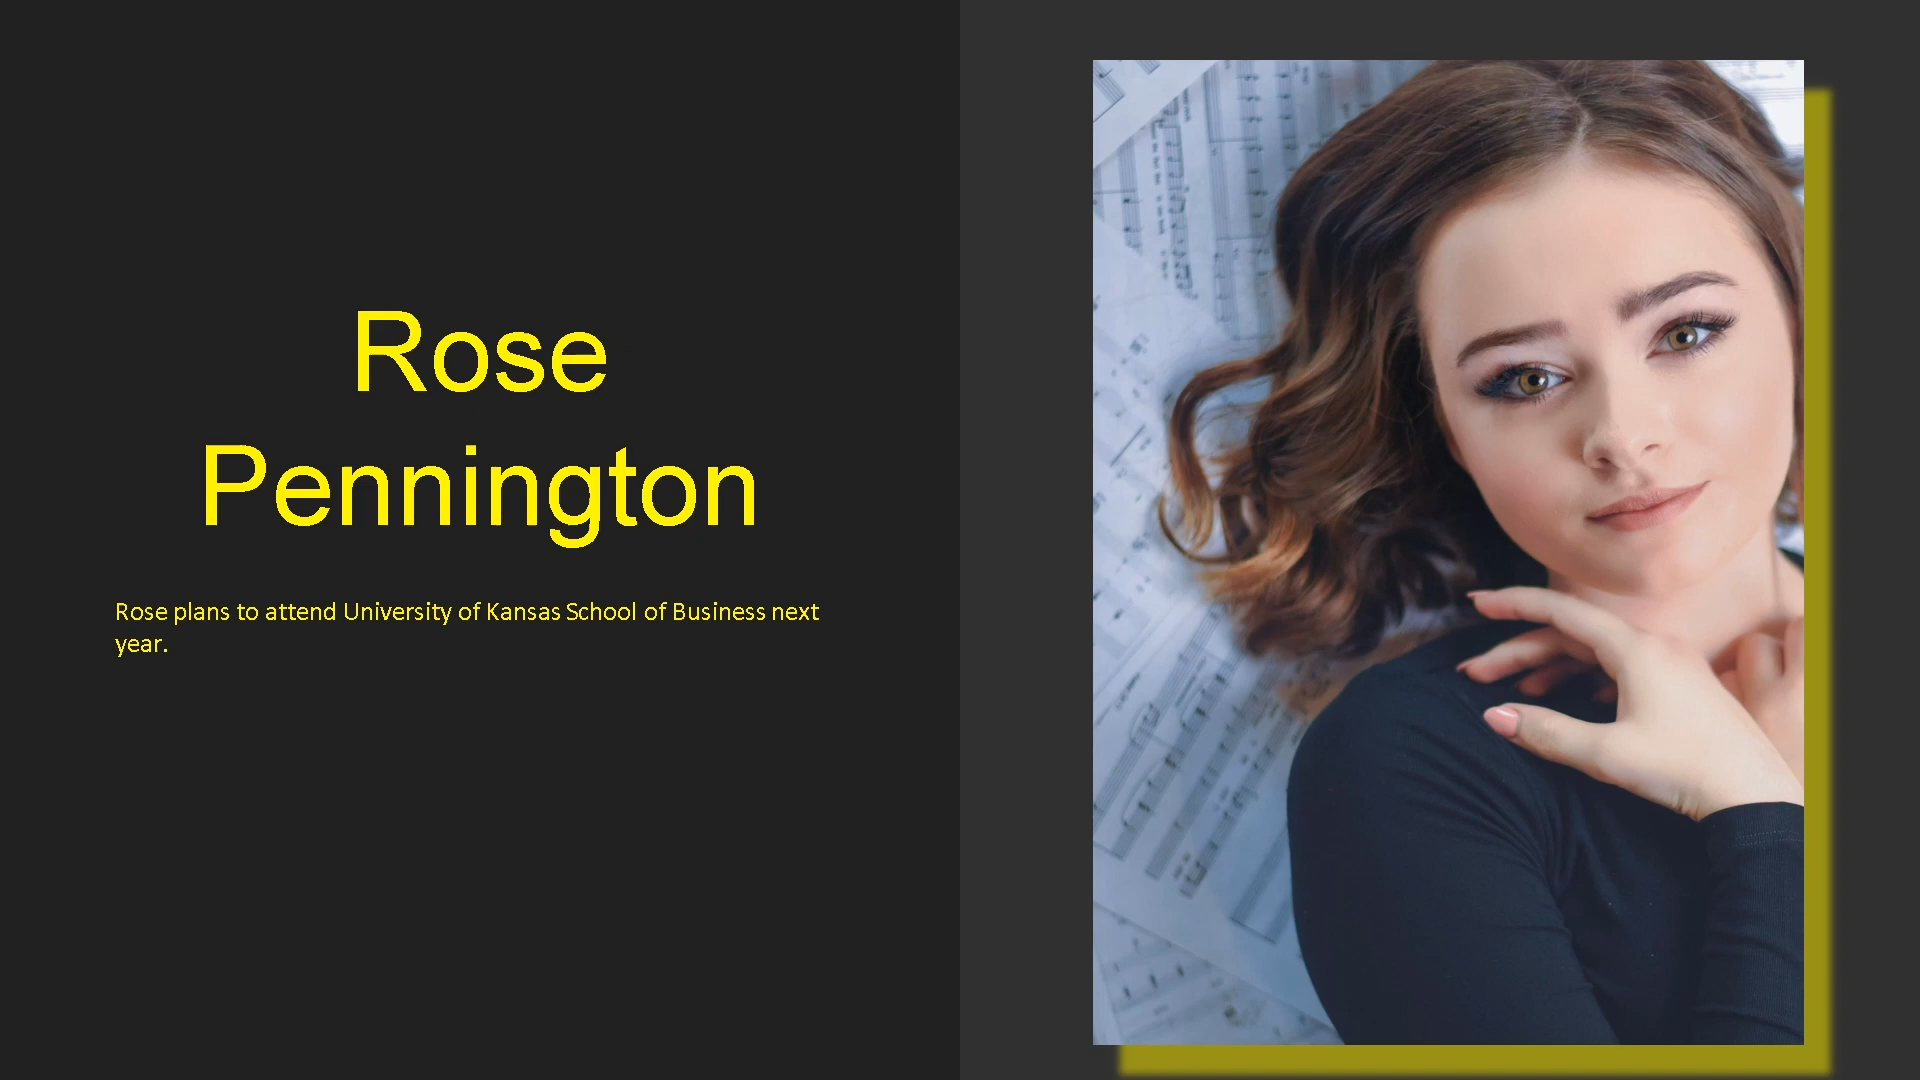 Rose
Pennington
Rose plans to attend University of Kansas School of Business next
year.